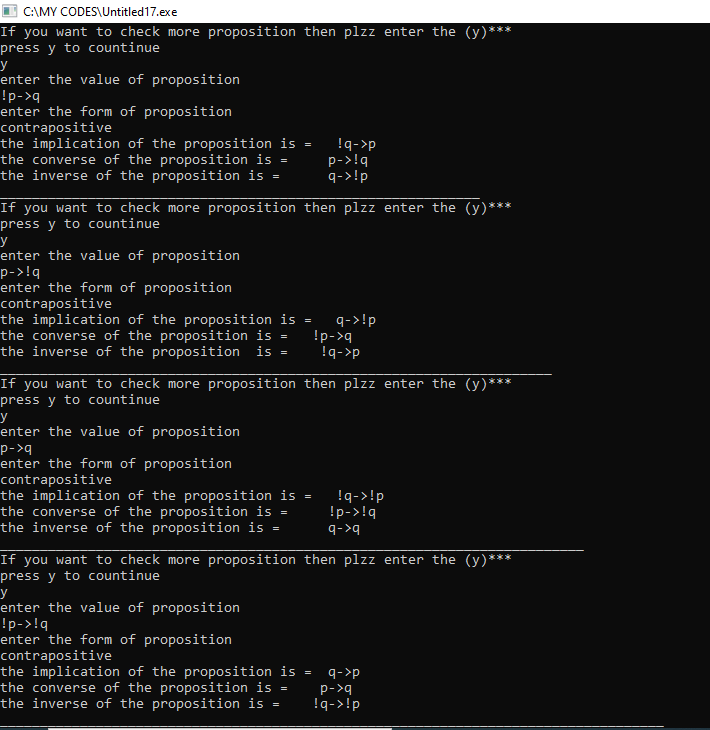 C:\MY CODES\Untitled17.exe
If you want to check more proposition then plzz enter the (y)***
press y to countinue
y
enter the value of proposition
!p->q
enter the form of proposition
contrapositive
the implication of the proposition is =   !q->p
the converse of the proposition is =     p->!q
the inverse of the proposition is =      q->!p
____________________________________________________________
If you want to check more proposition then plzz enter the (y)***
press y to countinue
y
enter the value of proposition
p->!q
enter the form of proposition
contrapositive
the implication of the proposition is =   q->!p
the converse of the proposition is =   !p->q
the inverse of the proposition  is =    !q->p
_____________________________________________________________________
If you want to check more proposition then plzz enter the (y)***
press y to countinue
y
enter the value of proposition
p->q
enter the form of proposition
contrapositive
the implication of the proposition is =   !q->!p
the converse of the proposition is =     !p->!q
the inverse of the proposition is =      q->q
_________________________________________________________________________
If you want to check more proposition then plzz enter the (y)***
press y to countinue
y
enter the value of proposition
!p->!q
enter the form of proposition
contrapositive
the implication of the proposition is =  q->p
the converse of the proposition is =    p->q
the inverse of the proposition is =    !q->!p
___________________________________________________________________________________